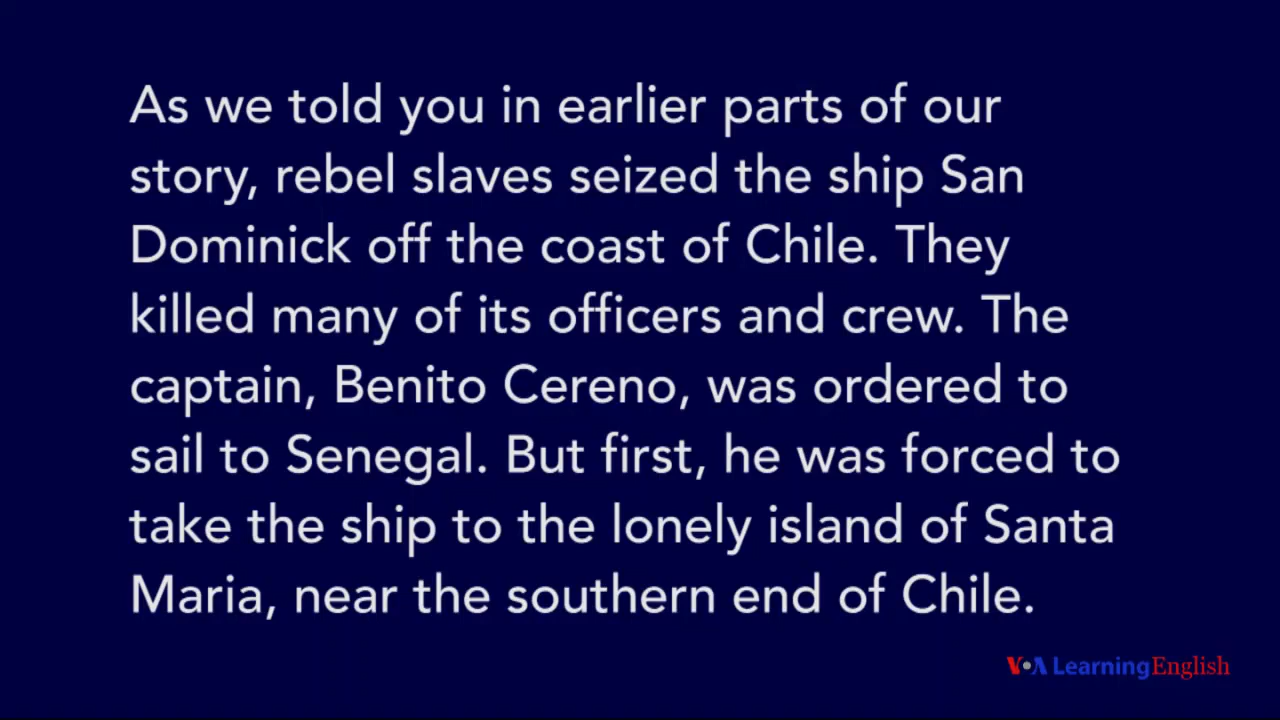 As we told you in earlier parts of our
story, rebel slaves seized the ship San
Dominick off the coast of Chile. They
killed many of its officers and crew. The
captain, Benito Cereno, was ordered to
sail to Senegal. But first, he was forced to
take the ship to the lonely island of Santa
Maria, near the southern end of Chile.
VOA Learning English